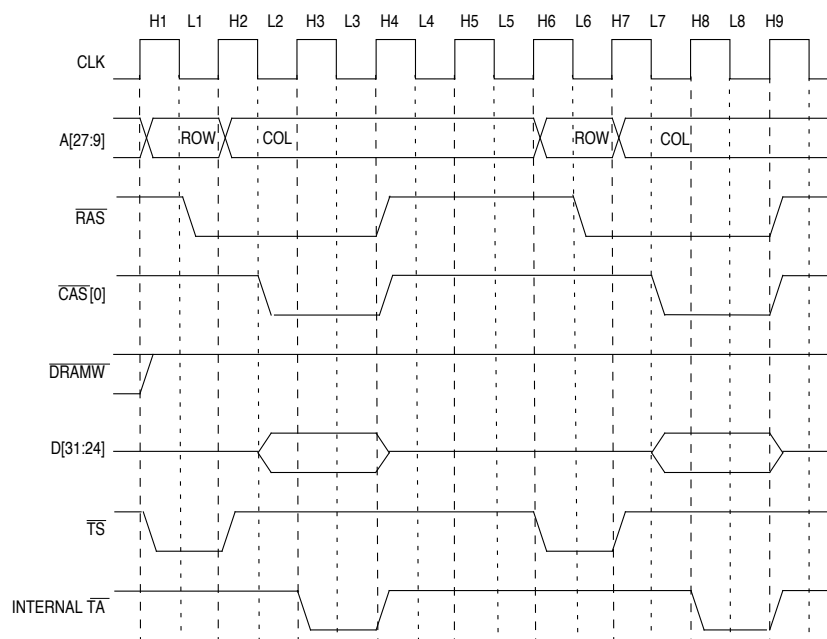 H1 L1 H2 L2 H3 L3 H4 L4 H5 L5 H6 L6 H7 L7 H8 L8 H9
CLK
A[27:9] ROW COL ROW COL
RAS
CAS[0]
DRAMW
D[31:24]
TS
INTERNAL TA